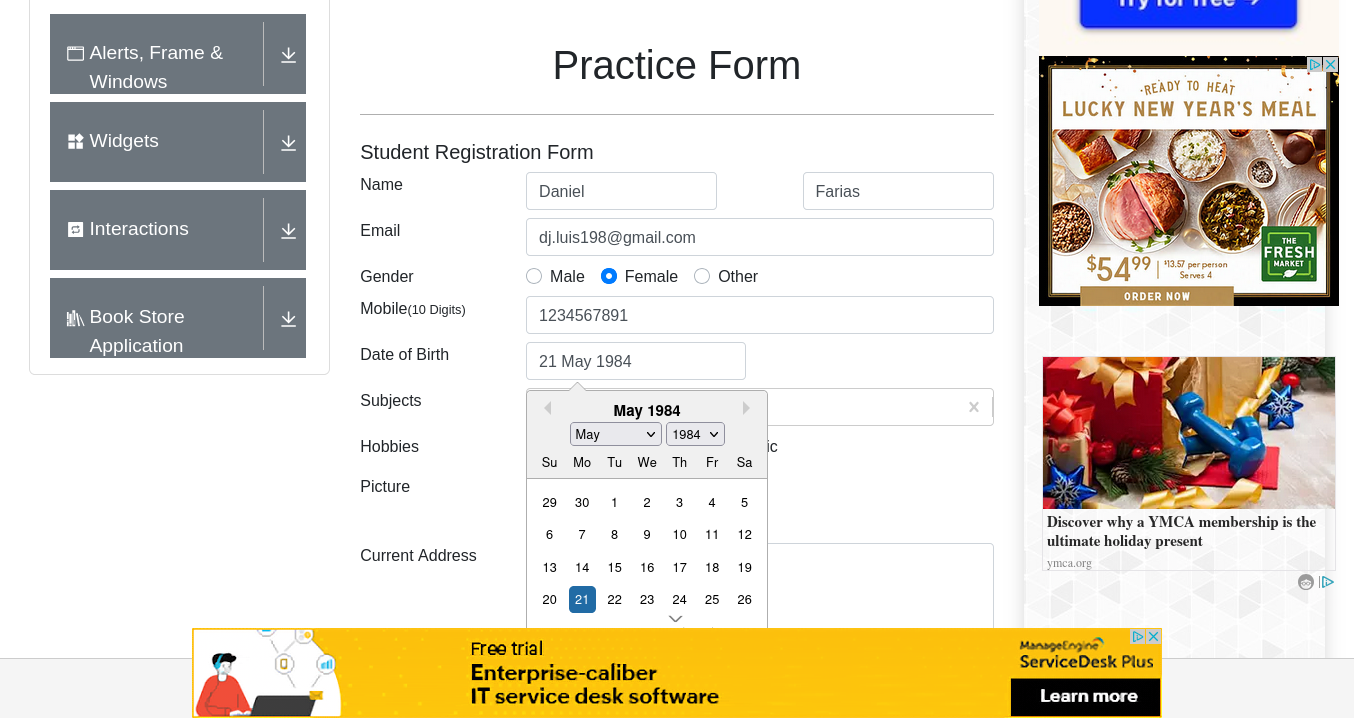 Try for free →
Alerts, Frame &
Windows
Widgets
Interactions
Book Store
Application
Practice Form
Student Registration Form
Name
Daniel
Farias
Email
dj.luis198@gmail.com
Gender
Male
Female
Other
Mobile(10 Digits)
1234567891
Date of Birth
21 May 1984
Subjects
Hobbies
ic
Picture
Current Address
May 1984
May
1984
Su Mo Tu We Th Fr Sa
29 30 1 2 3 4 5
6 7 8 9 10 11 12
13 14 15 16 17 18 19
20 21 22 23 24 25 26
READY TO HEAT
LUCKY NEW YEAR'S MEAL
$54.99
$13.57 per person
Serves 4
THE
FRESH
MARKET
ORDER NOW
Discover why a YMCA membership is the
ultimate holiday present
ymca.org
Free trial
Enterprise-caliber
IT service desk software
ManageEngine
ServiceDesk Plus
Learn more